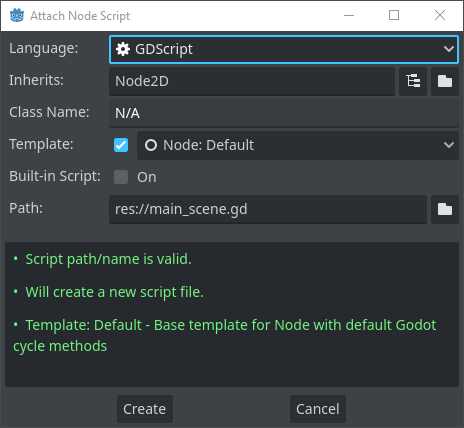 Attach Node Script
Language: GDScript
Inherits: Node2D
Class Name: N/A
Template: Node: Default
Built-in Script: On
Path: res://main_scene.gd
• Script path/name is valid.
• Will create a new script file.
• Template: Default - Base template for Node with default Godot
cycle methods
Create Cancel